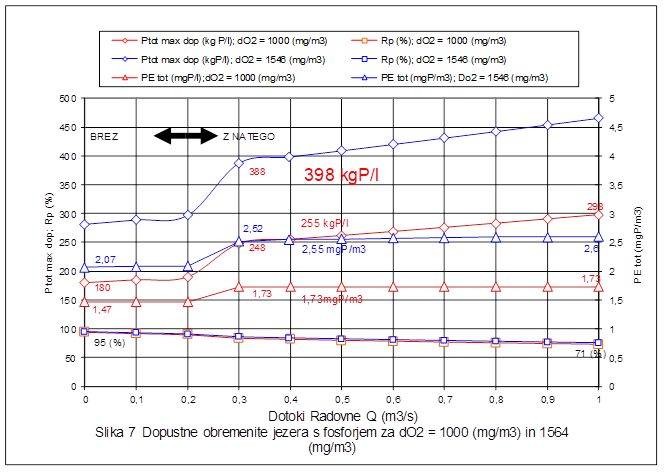 Ptot max dop (kg P/l); dO2 = 1000 (mg/m3) Rp (%); dO2 = 1000 (mg/m3)
Ptot max dop (kgP/l); dO2 = 1546 (mg/m3) Rp (%); dO2 = 1546 (mg/m3)
PE tot (mgP/l);dO2 = 1000 (mg/m3) PE tot (mgP/m3); Do2 = 1546 (mg/m3)
Ptot max dop; Rp (%)
500
450
400
350
300
250
200
150
100
50
0
BREZ Z NATEGO
388
398 kgP/l
298
255 kgP/l
2,52
248
2,55 mgP/m3
2,6
2,07
180
1,73
1,73
1,73mgP/m3
1,47
95 (%)
71 (%)
5
4,5
4
3,5
3
2,5
2
1,5
1
0,5
0
PE tot (mgP/m3)
0 0,1 0,2 0,3 0,4 0,5 0,6 0,7 0,8 0,9 1
Dotoki Radovne Q (m3/s)
Slika 7 Dopustne obremenite jezera s fosforjem za dO2 = 1000 (mg/m3) in 1564
(mg/m3)